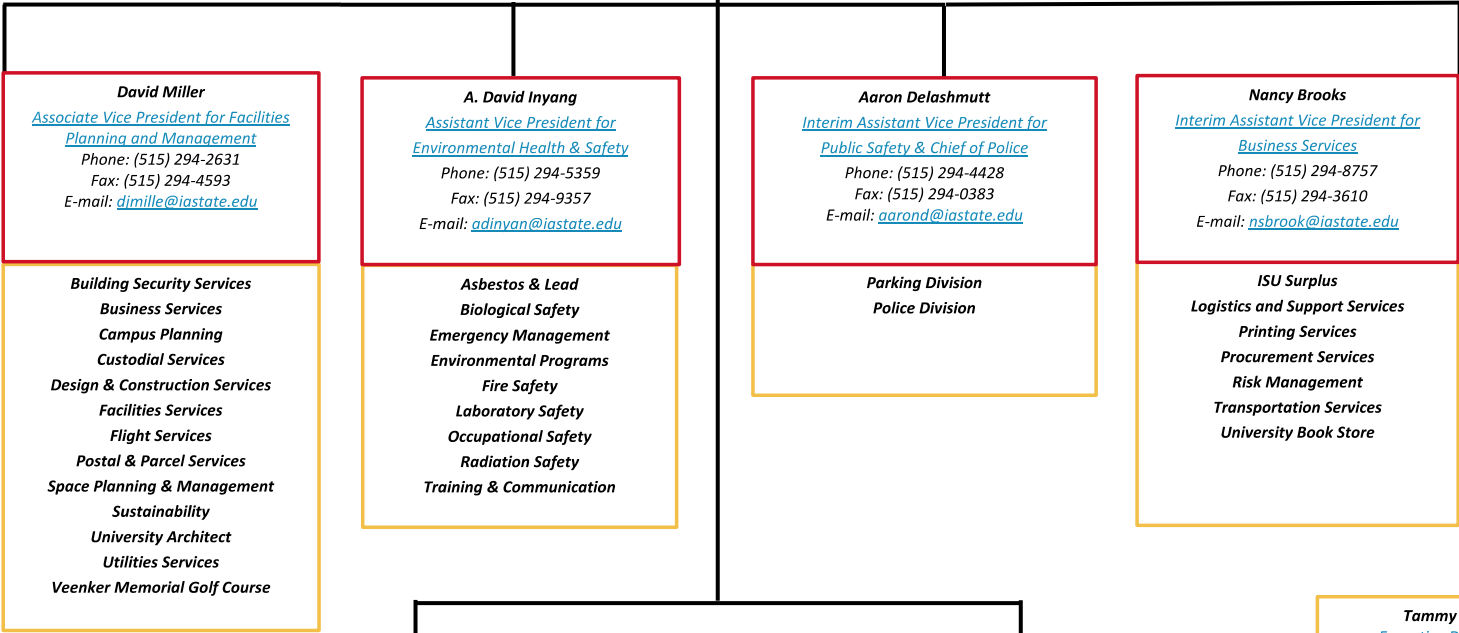 David Miller
Associate Vice President for Facilities
Planning and Management
Phone: (515) 294-2631
Fax: (515) 294-4593
E-mail: djmille@iastate.edu
Building Security Services
Business Services
Campus Planning
Custodial Services
Design & Construction Services
Facilities Services
Flight Services
Postal & Parcel Services
Space Planning & Management
Sustainability
University Architect
Utilities Services
Veenker Memorial Golf Course
A. David Inyang
Assistant Vice President for
Environmental Health & Safety
Phone: (515) 294-5359
Fax: (515) 294-9357
E-mail: adinyan@iastate.edu
Asbestos & Lead
Biological Safety
Emergency Management
Environmental Programs
Fire Safety
Laboratory Safety
Occupational Safety
Radiation Safety
Training & Communication
Aaron Delashmutt
Interim Assistant Vice President for
Public Safety & Chief of Police
Phone: (515) 294-4428
Fax: (515) 294-0383
E-mail: aarond@iastate.edu
Parking Division
Police Division
Nancy Brooks
Interim Assistant Vice President for
Business Services
Phone: (515) 294-8757
Fax: (515) 294-3610
E-mail: nsbrook@iastate.edu
ISU Surplus
Logistics and Support Services
Printing Services
Procurement Services
Risk Management
Transportation Services
University Book Store
Tammy